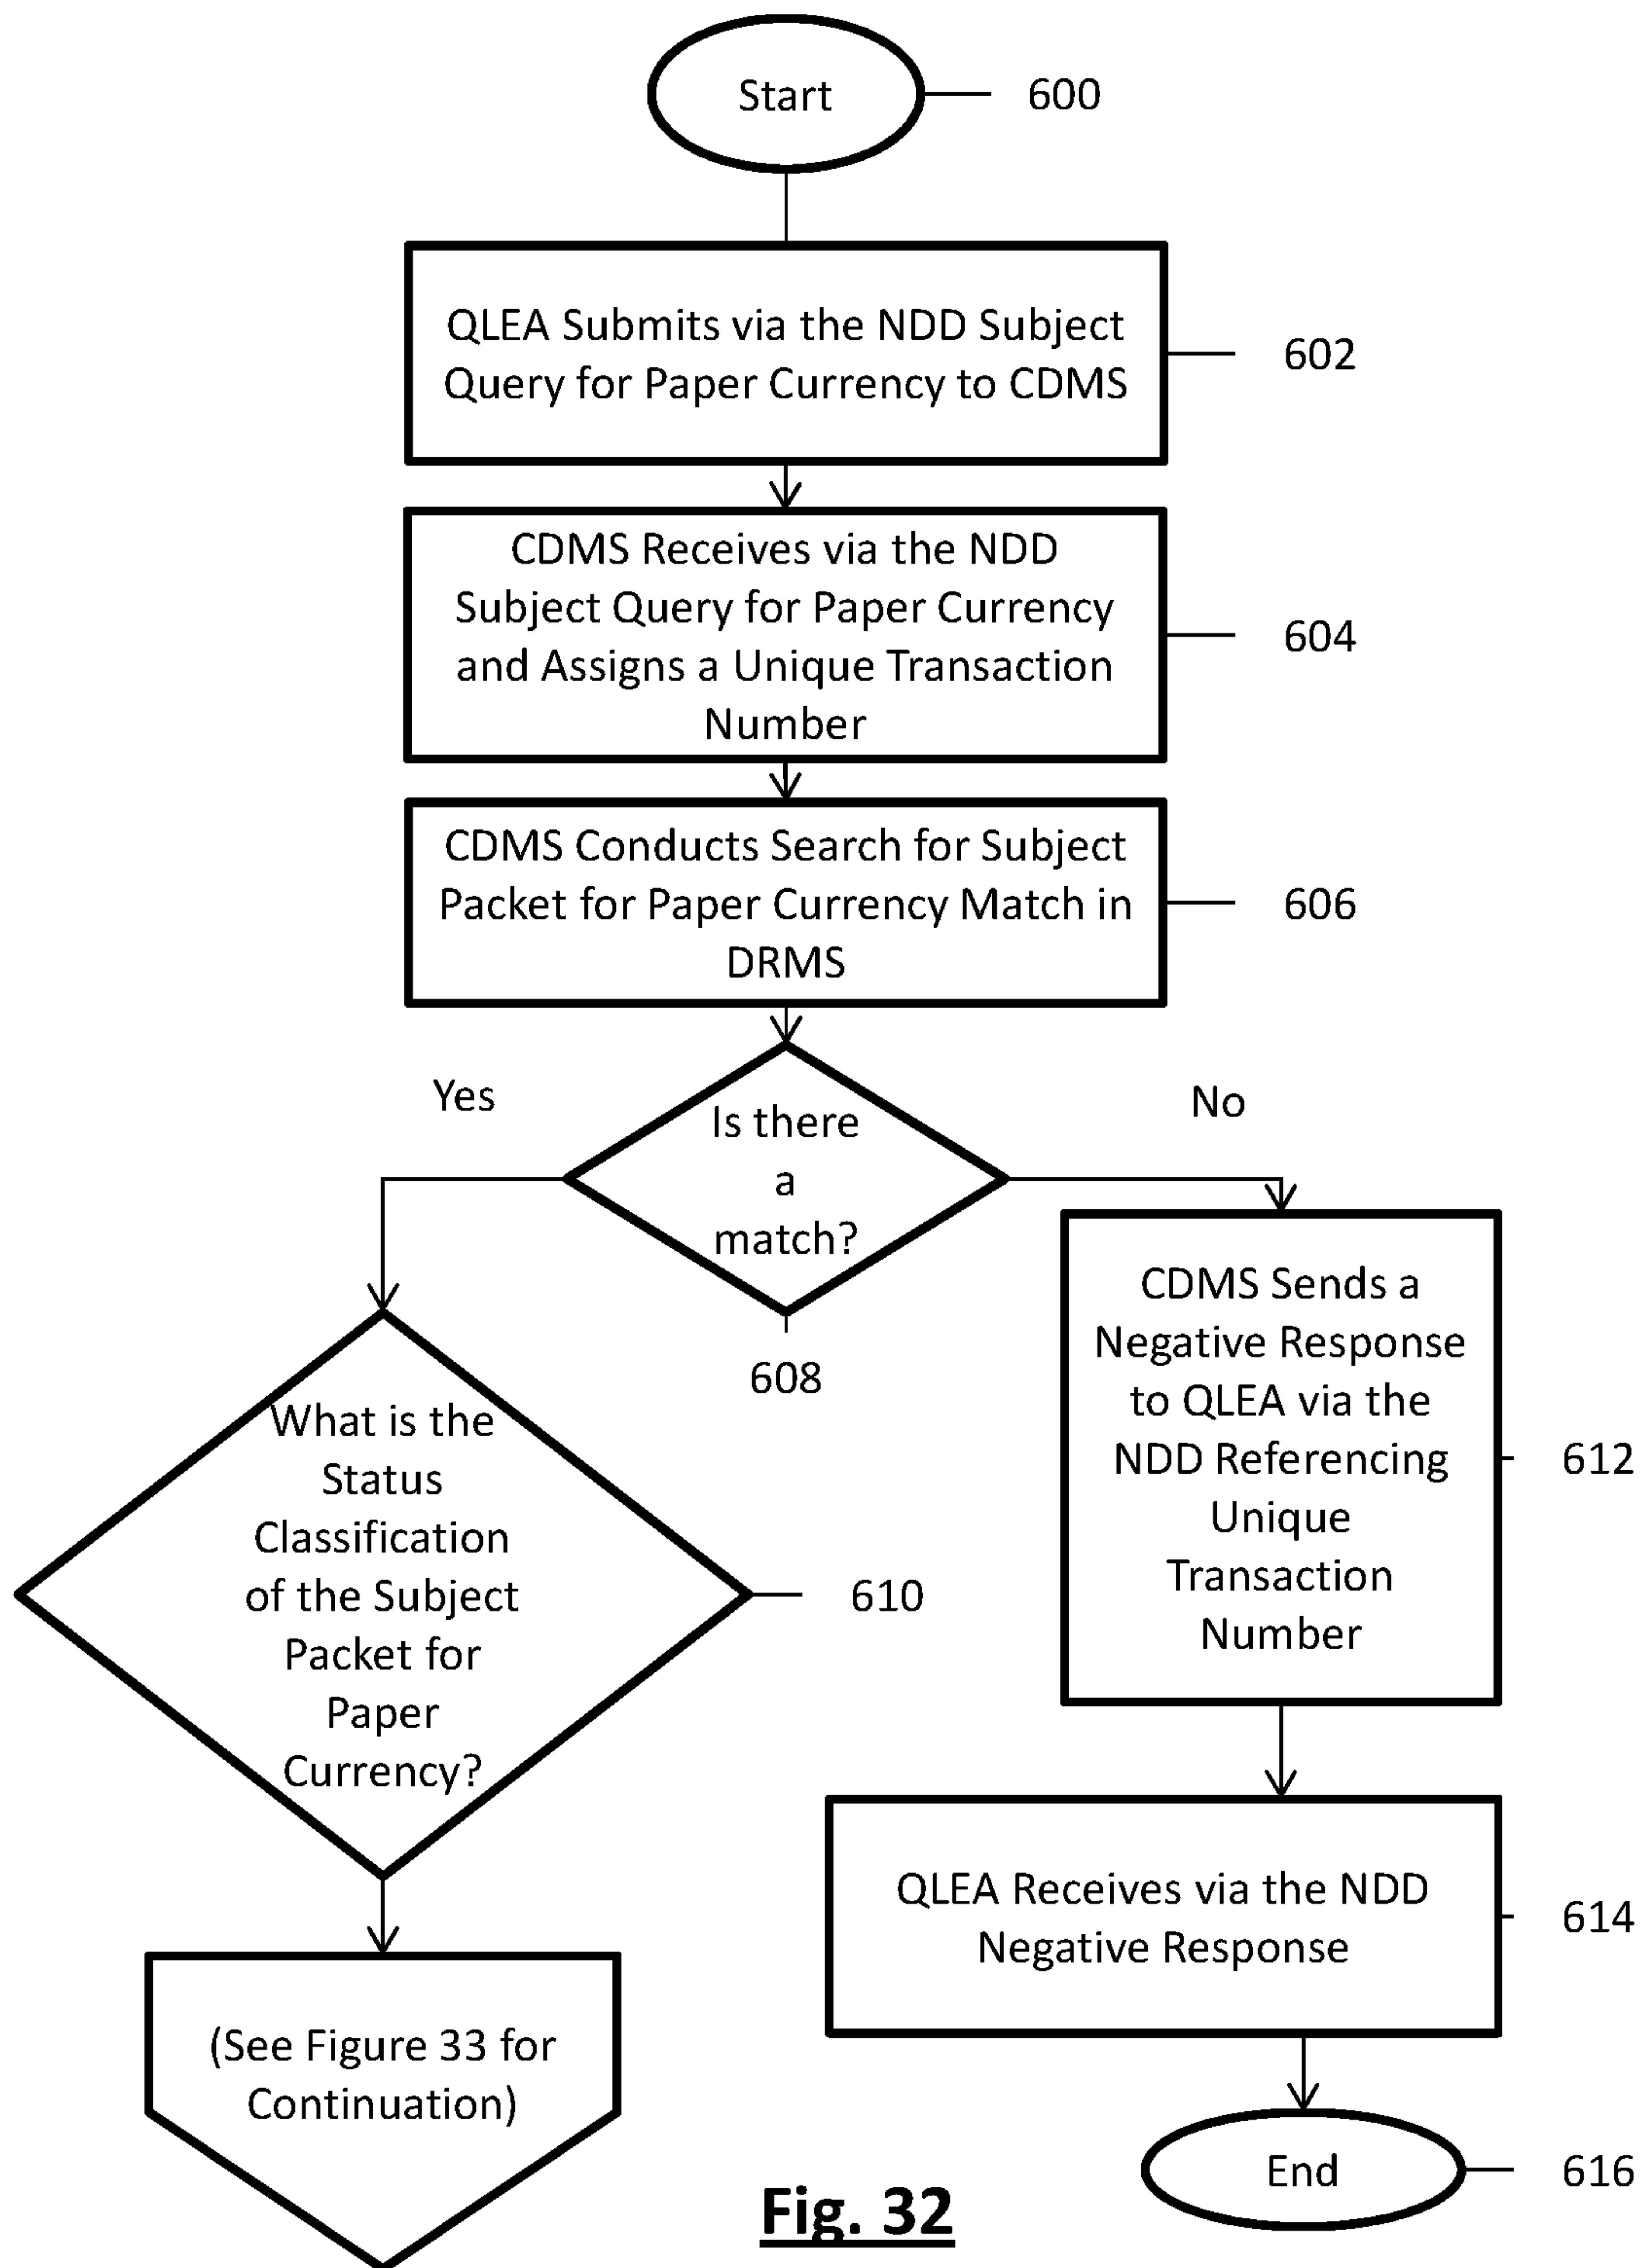 Start
600
QLEA Submits via the NDD Subject
Query for Paper Currency to CDMS
602
CDMS Receives via the NDD
Subject Query for Paper Currency
and Assigns a Unique Transaction
Number
604
CDMS Conducts Search for Subject
Packet for Paper Currency Match in
DRMS
606
Yes
Is there
a
match?
No
608
What is the
Status
Classification
of the Subject
Packet for
Paper
Currency?
610
CDMS Sends a
Negative Response
to QLEA via the
NDD Referencing
Unique
Transaction
Number
612
QLEA Receives via the NDD
Negative Response
614
(See Figure 33 for
Continuation)
End
616
Fig. 32